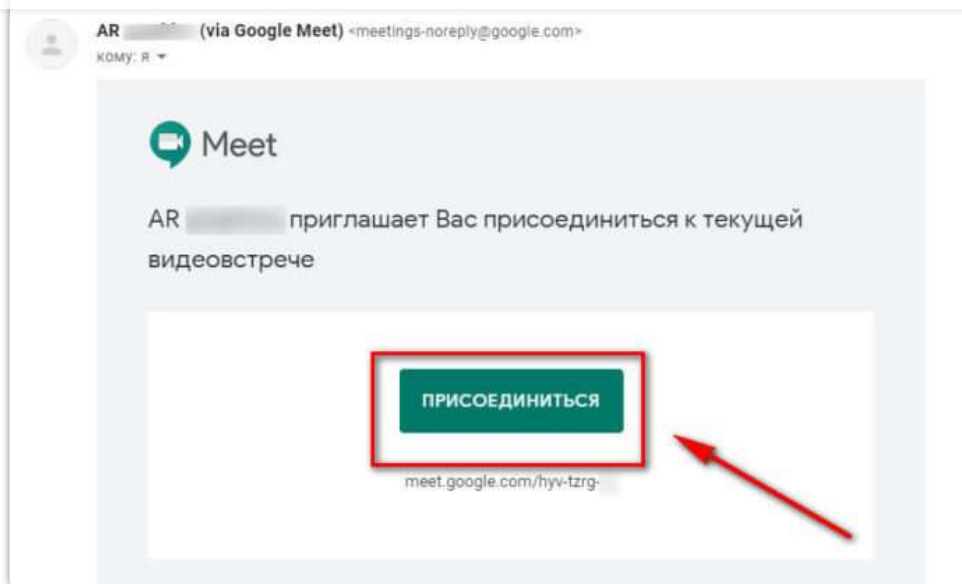 AR (via Google Meet) <meetings-noreply@google.com>
кому: я
Meet
AR приглашает Вас присоединиться к текущей
видеовстрече
ПРИСОЕДИНИТЬСЯ
meet.google.com/hyv-tzrg-